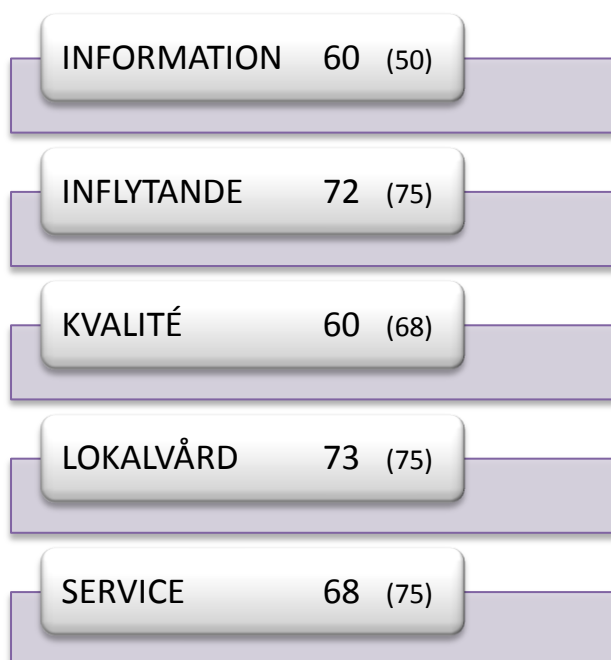 INFORMATION 60 (50)
INFLYTANDE 72 (75)
KVALITÉ 60 (68)
LOKALVÅRD 73 (75)
SERVICE 68 (75)